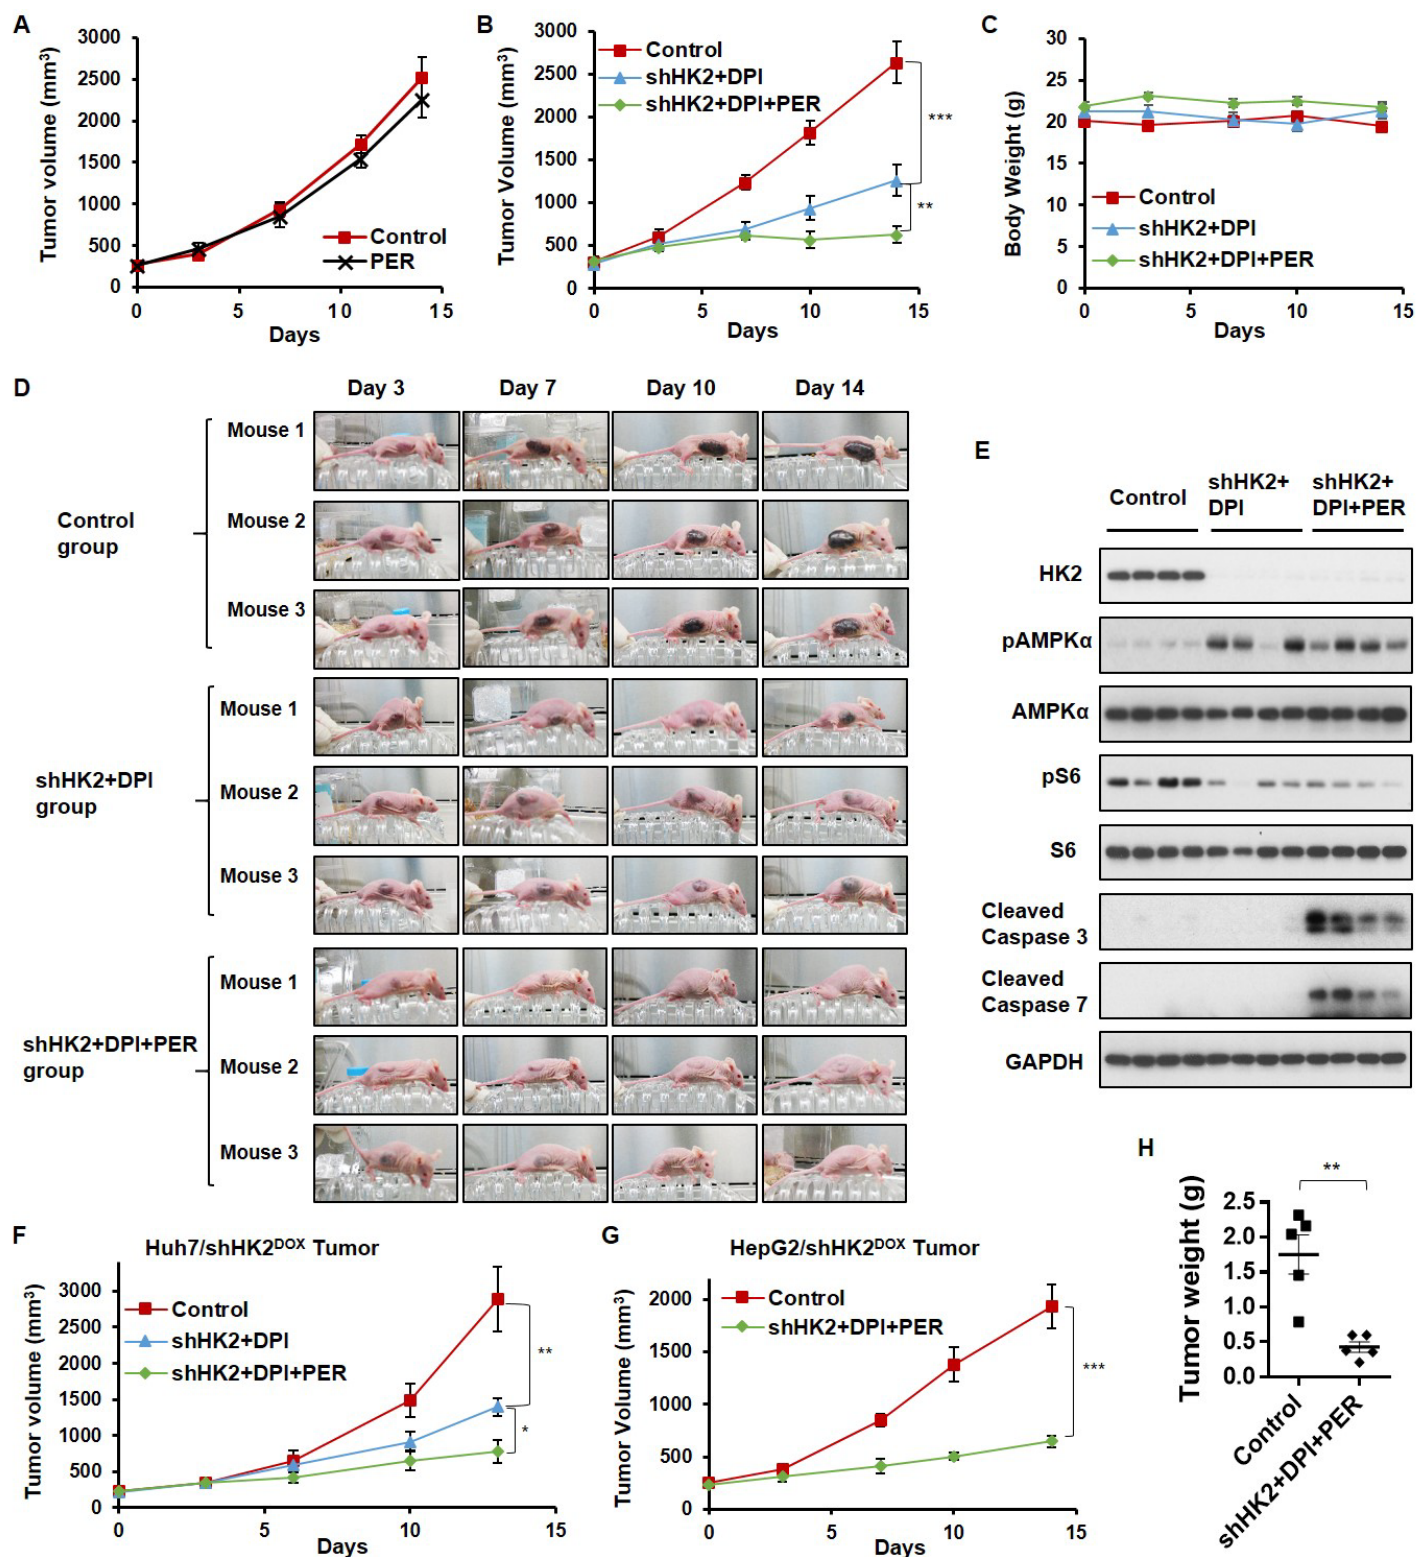 A
Tumor volume (mm³)
3000
2500
2000
1500
1000
500
0
0
5
10
15
Days
Control
PER
B
Tumor Volume (mm³)
3000
2500
2000
1500
1000
500
0
0
5
10
15
Days
Control
shHK2+DPI
shHK2+DPI+PER
***
**
C
Body Weight (g)
30
25
20
15
10
5
0
0
5
10
15
Days
Control
shHK2+DPI
shHK2+DPI+PER
D
Day 3
Day 7
Day 10
Day 14
Control
group
Mouse 1
Mouse 2
Mouse 3
shHK2+DPI
group
Mouse 1
Mouse 2
Mouse 3
shHK2+DPI+PER
group
Mouse 1
Mouse 2
Mouse 3
E
Control
shHK2+
DPI
shHK2+
DPI+PER
HK2
pAMPKα
AMPKα
pS6
S6
Cleaved
Caspase 3
Cleaved
Caspase 7
GAPDH
F
Huh7/shHK2ᴰᴼˣ Tumor
Tumor volume (mm³)
3000
2500
2000
1500
1000
500
0
0
5
10
15
Days
Control
shHK2+DPI
shHK2+DPI+PER
**
*
G
HepG2/shHK2ᴰᴼˣ Tumor
Tumor Volume (mm³)
2000
1500
1000
500
0
0
5
10
15
Days
Control
shHK2+DPI+PER
***
H
Tumor weight (g)
2.5
2.0
1.5
1.0
0.5
0.0
**
Control
shHK2+DPI+PER